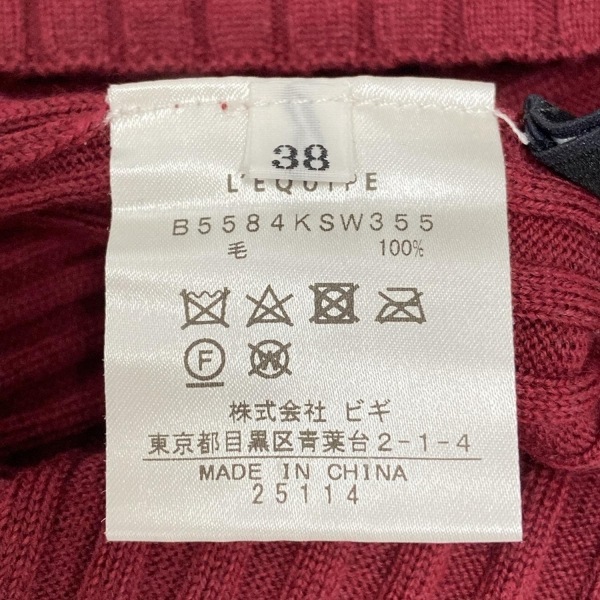 38
L'EQUIPE
B5584KSW355
毛 100%
F W
株式会社 ビギ
東京都目黒区青葉台2-1-4
MADE IN CHINA
25114